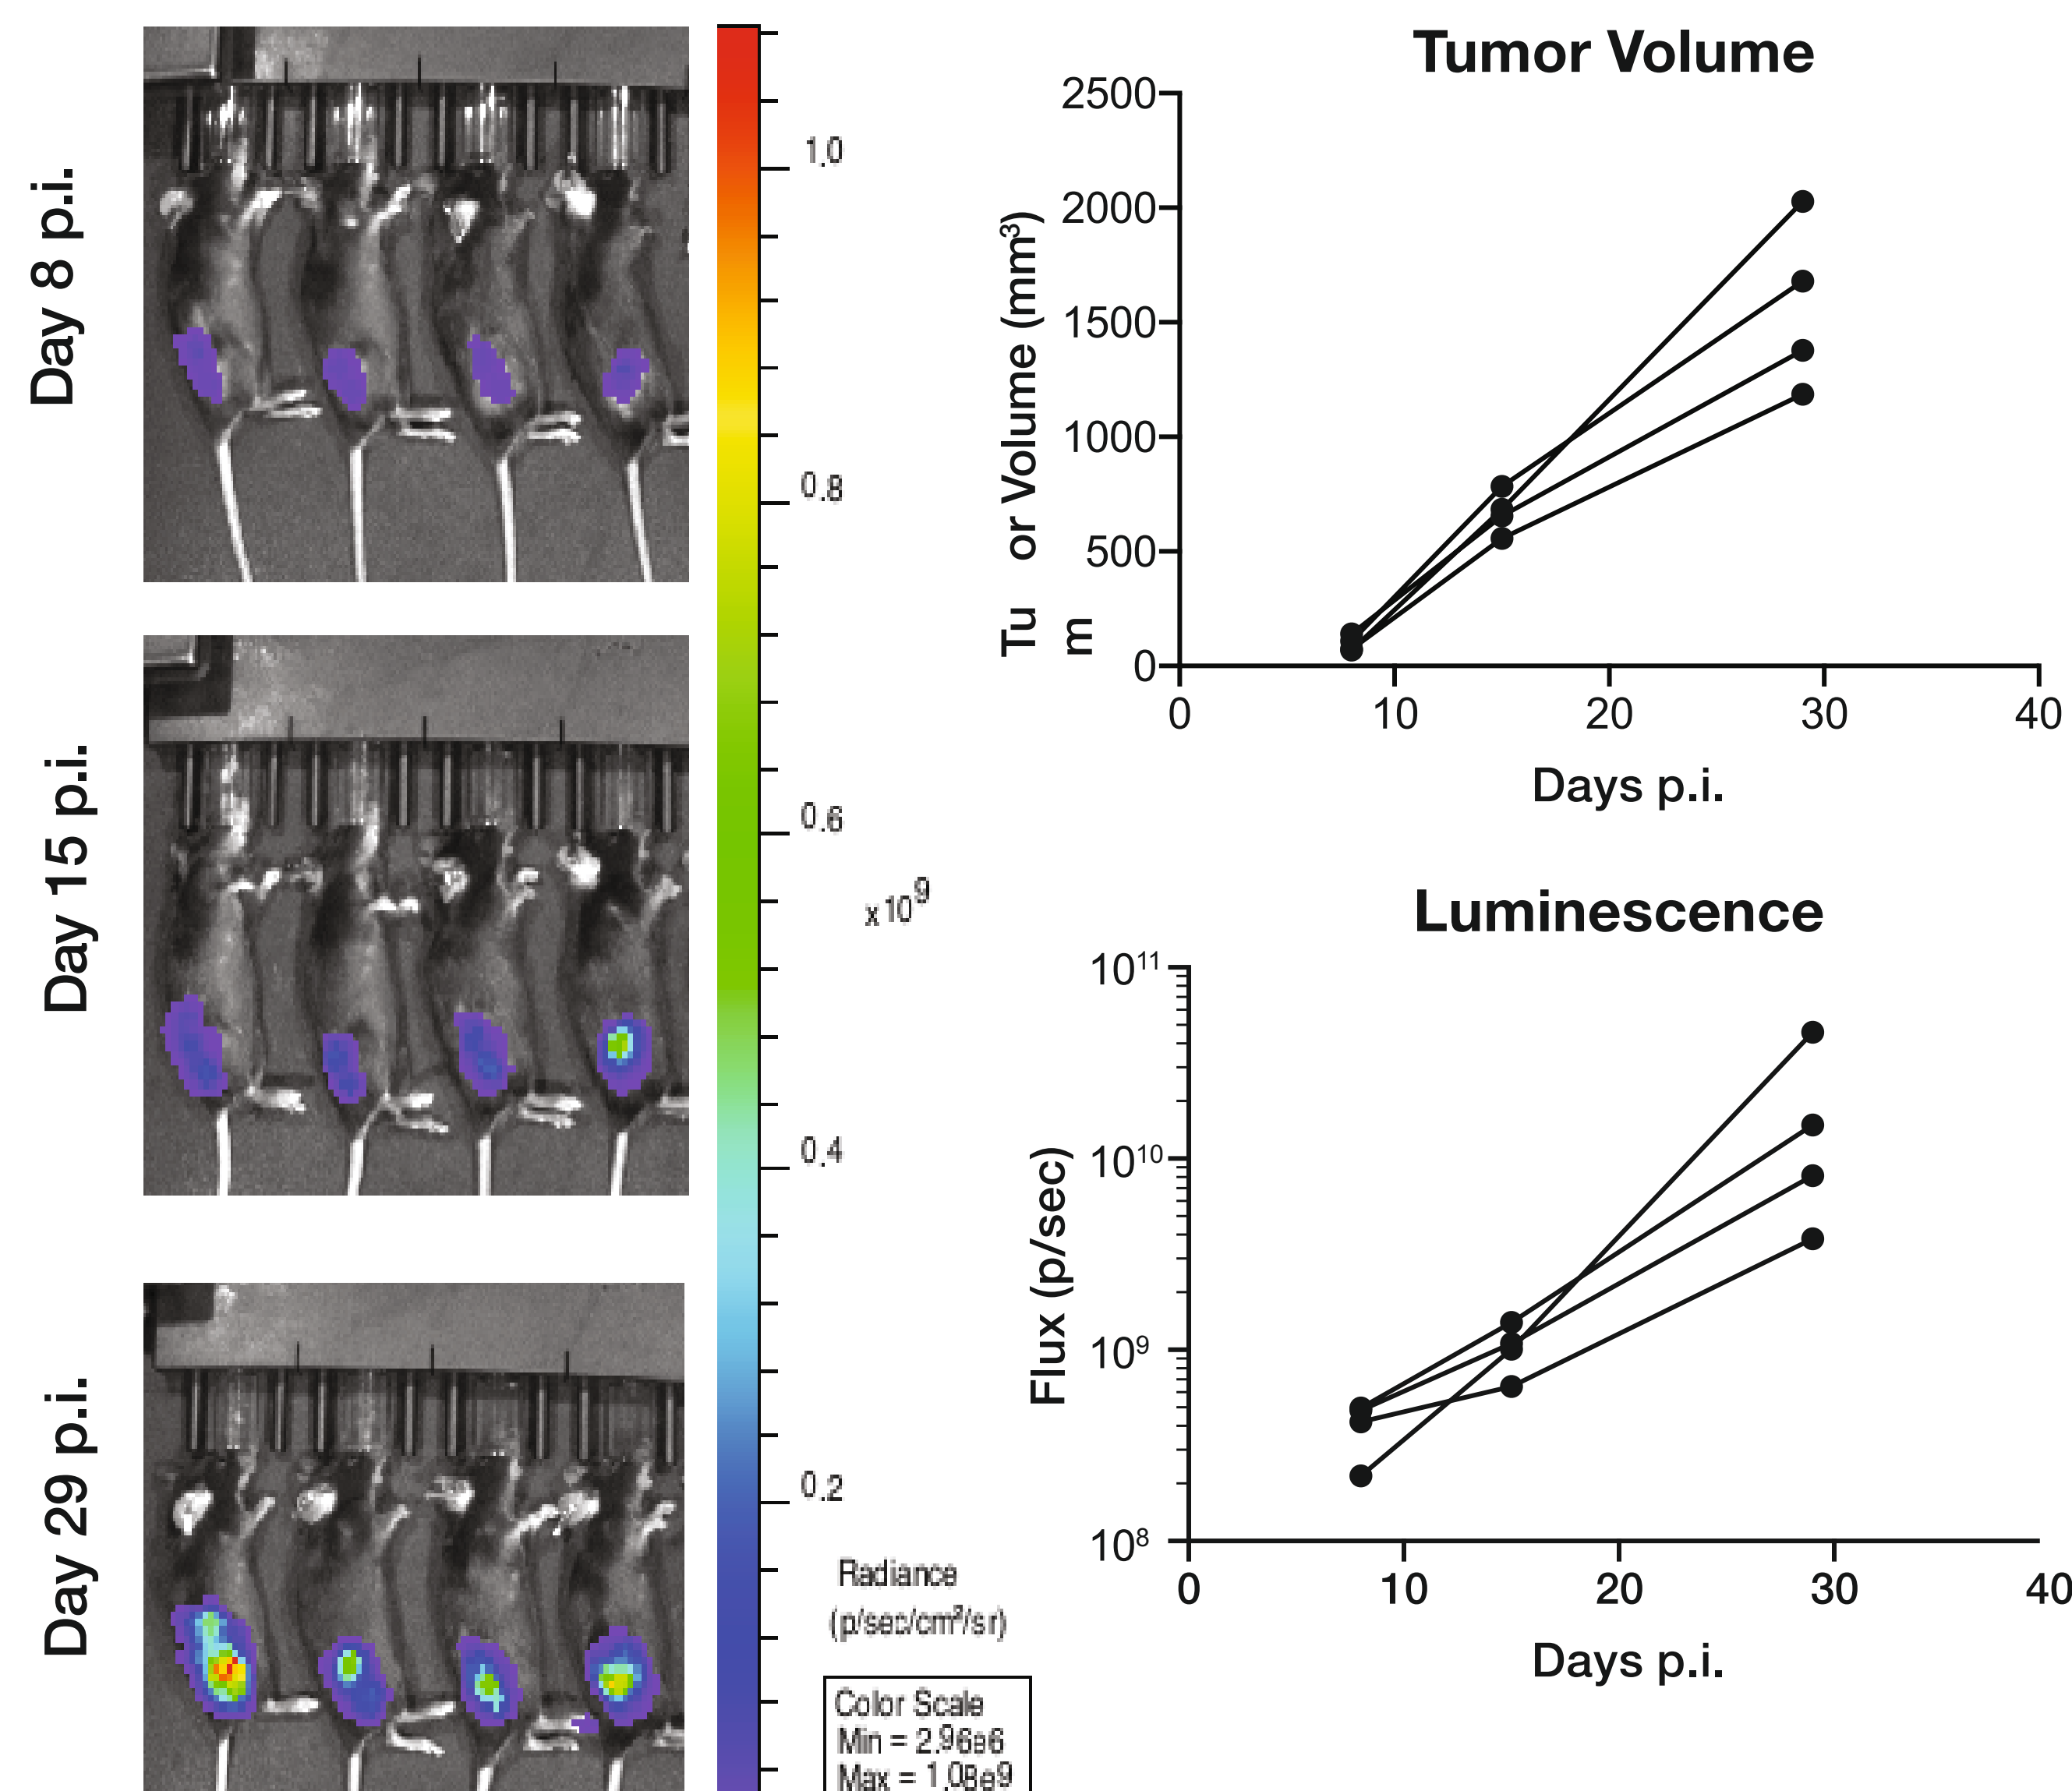 Day 8 p.i.
Day 15 p.i.
Day 29 p.i.
1.0
0.8
0.6
x10⁹
0.4
0.2
Radiance
(p/sec/cm²/sr)
Color Scale
Min = 2.96e6
Max = 1.08e9
Tumor Volume
Tu or Volume (mm³)
m
2500
2000
1500
1000
500
0
0 10 20 30 40
Days p.i.
Luminescence
Flux (p/sec)
10¹¹
10¹⁰
10⁹
10⁸
0 10 20 30 40
Days p.i.